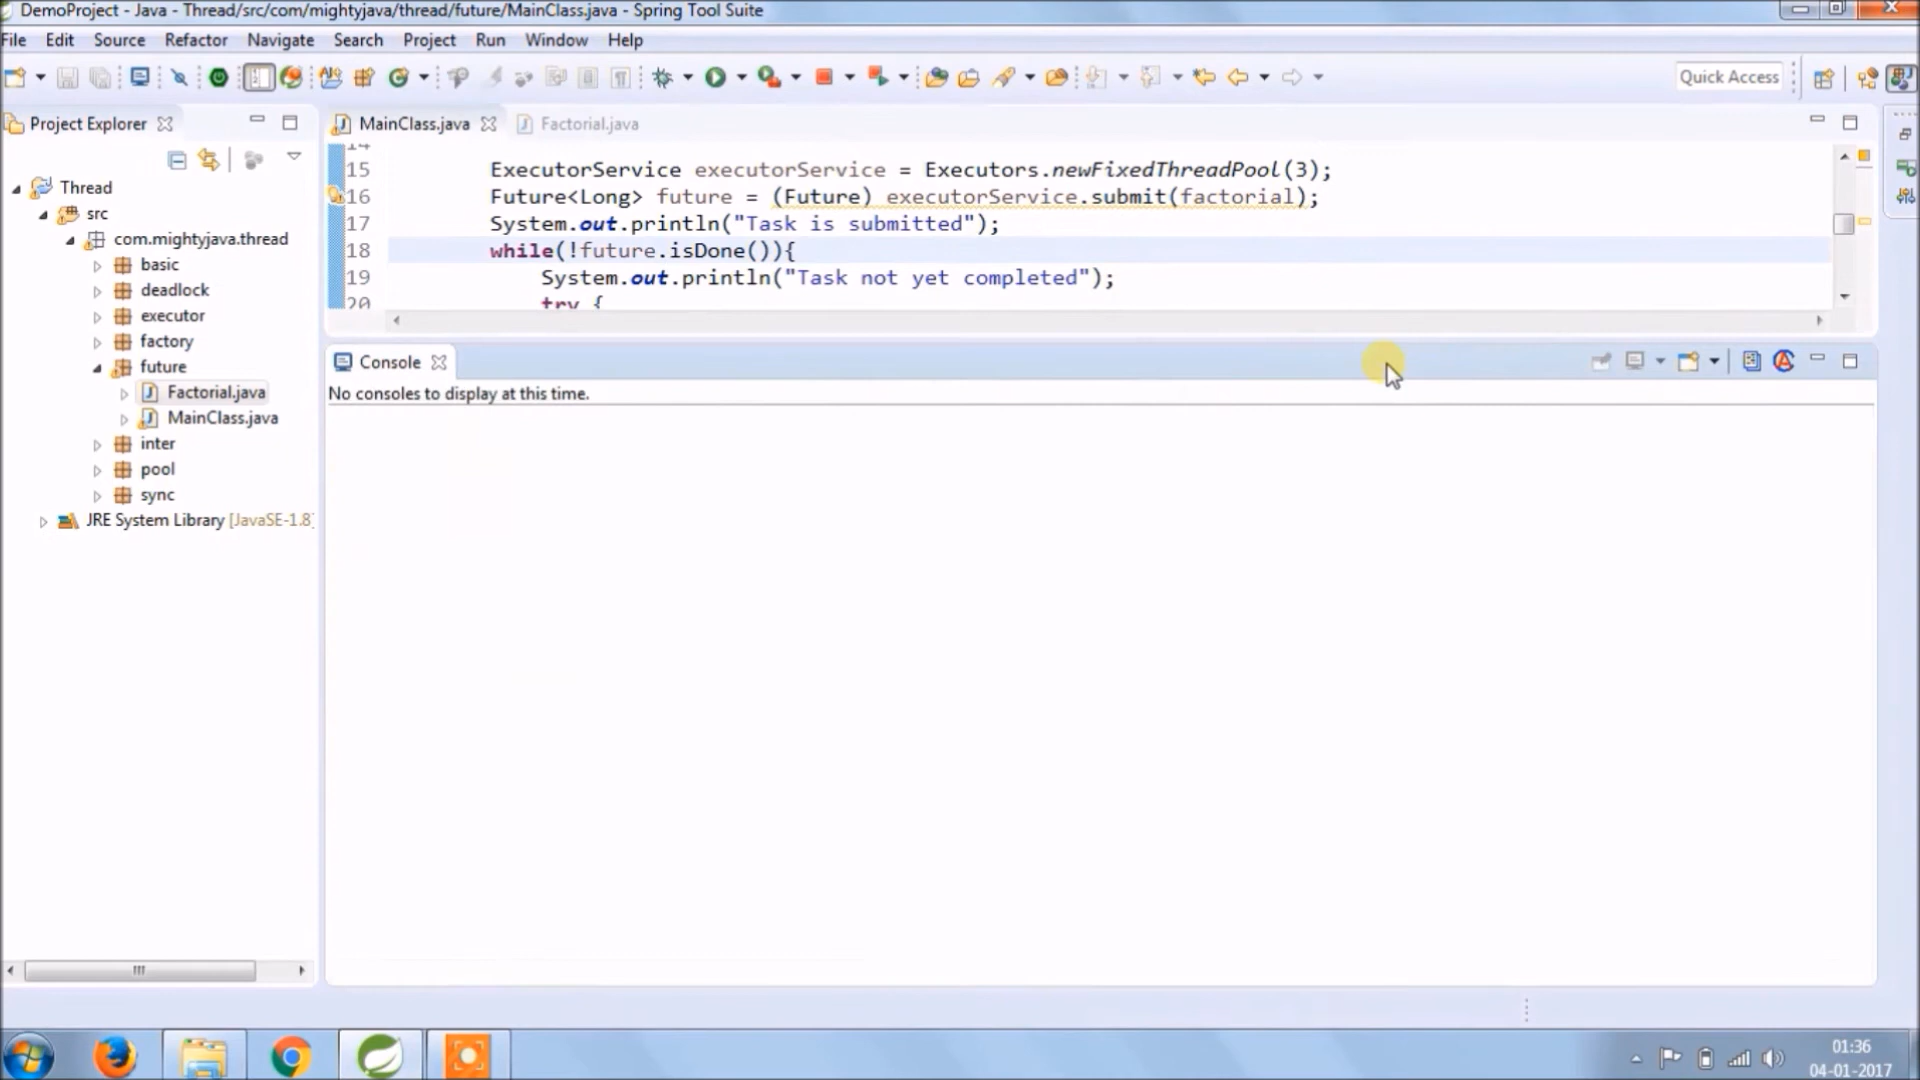 DemoProject - Java - Thread/src/com/mightyjava/thread/future/MainClass.java - Spring Tool Suite
File Edit Source Refactor Navigate Search Project Run Window Help
Quick Access
Project Explorer
Thread
src
com.mightyjava.thread
basic
deadlock
executor
factory
future
Factorial.java
MainClass.java
inter
pool
sync
JRE System Library [JavaSE-1.8]
MainClass.java Factorial.java
14
15 ExecutorService executorService = Executors.newFixedThreadPool(3);
16 Future<Long> future = (Future) executorService.submit(factorial);
17 System.out.println("Task is submitted");
18 while(!future.isDone()){
19 System.out.println("Task not yet completed");
20 try {
Console
No consoles to display at this time.
01:36
04-01-2017